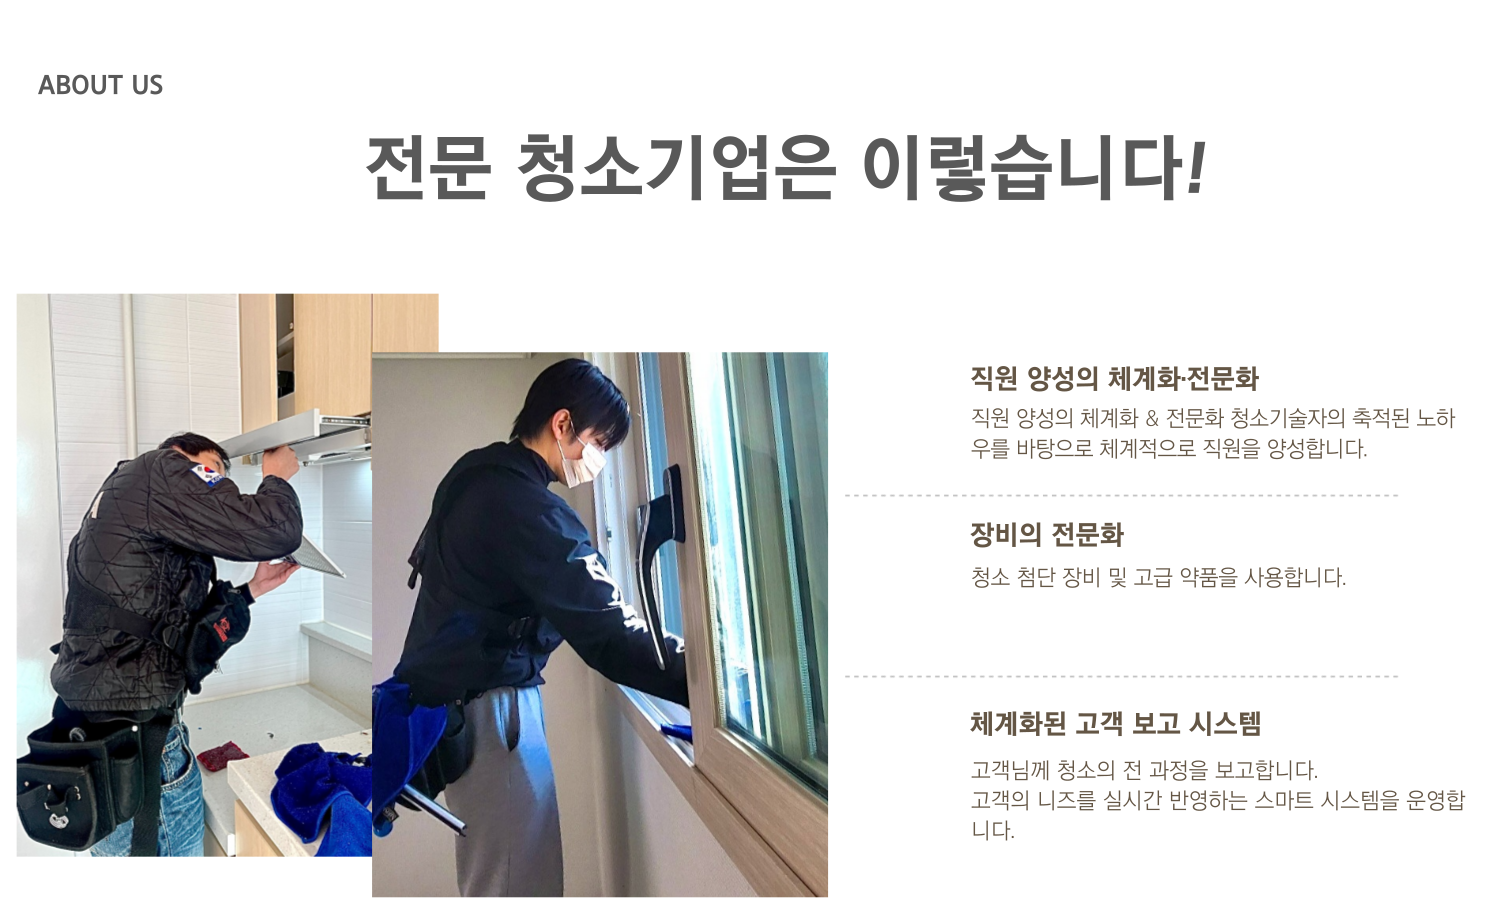 ABOUT US
전문 청소기업은 이렇습니다!
직원 양성의 체계화·전문화
직원 양성의 체계화 & 전문화 청소기술자의 축적된 노하
우를 바탕으로 체계적으로 직원을 양성합니다.
장비의 전문화
청소 첨단 장비 및 고급 약품을 사용합니다.
체계화된 고객 보고 시스템
고객님께 청소의 전 과정을 보고합니다.
고객의 니즈를 실시간 반영하는 스마트 시스템을 운영합
니다.